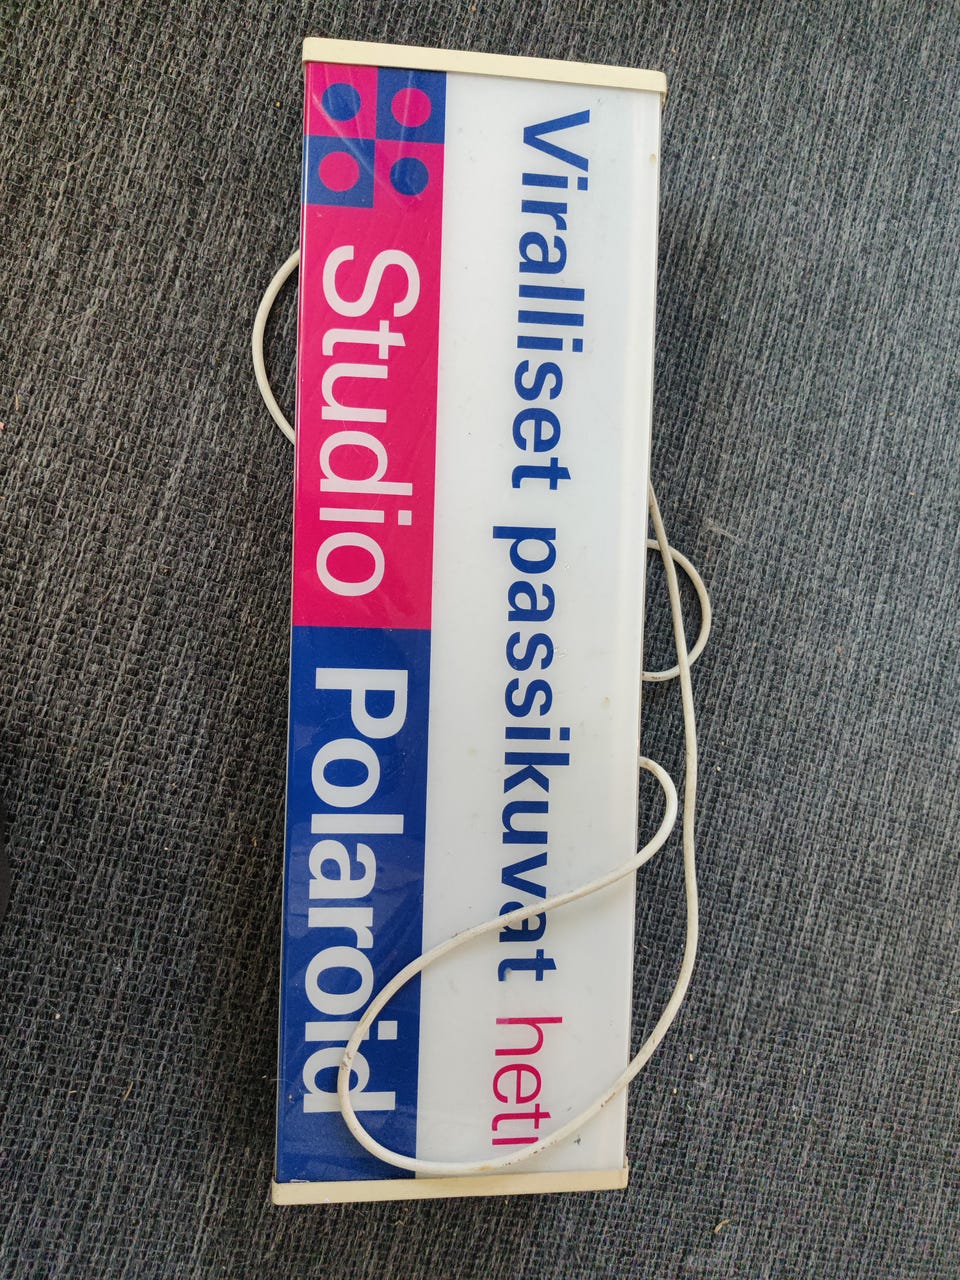 Viralliset passikuvat heti
Studio Polaroid